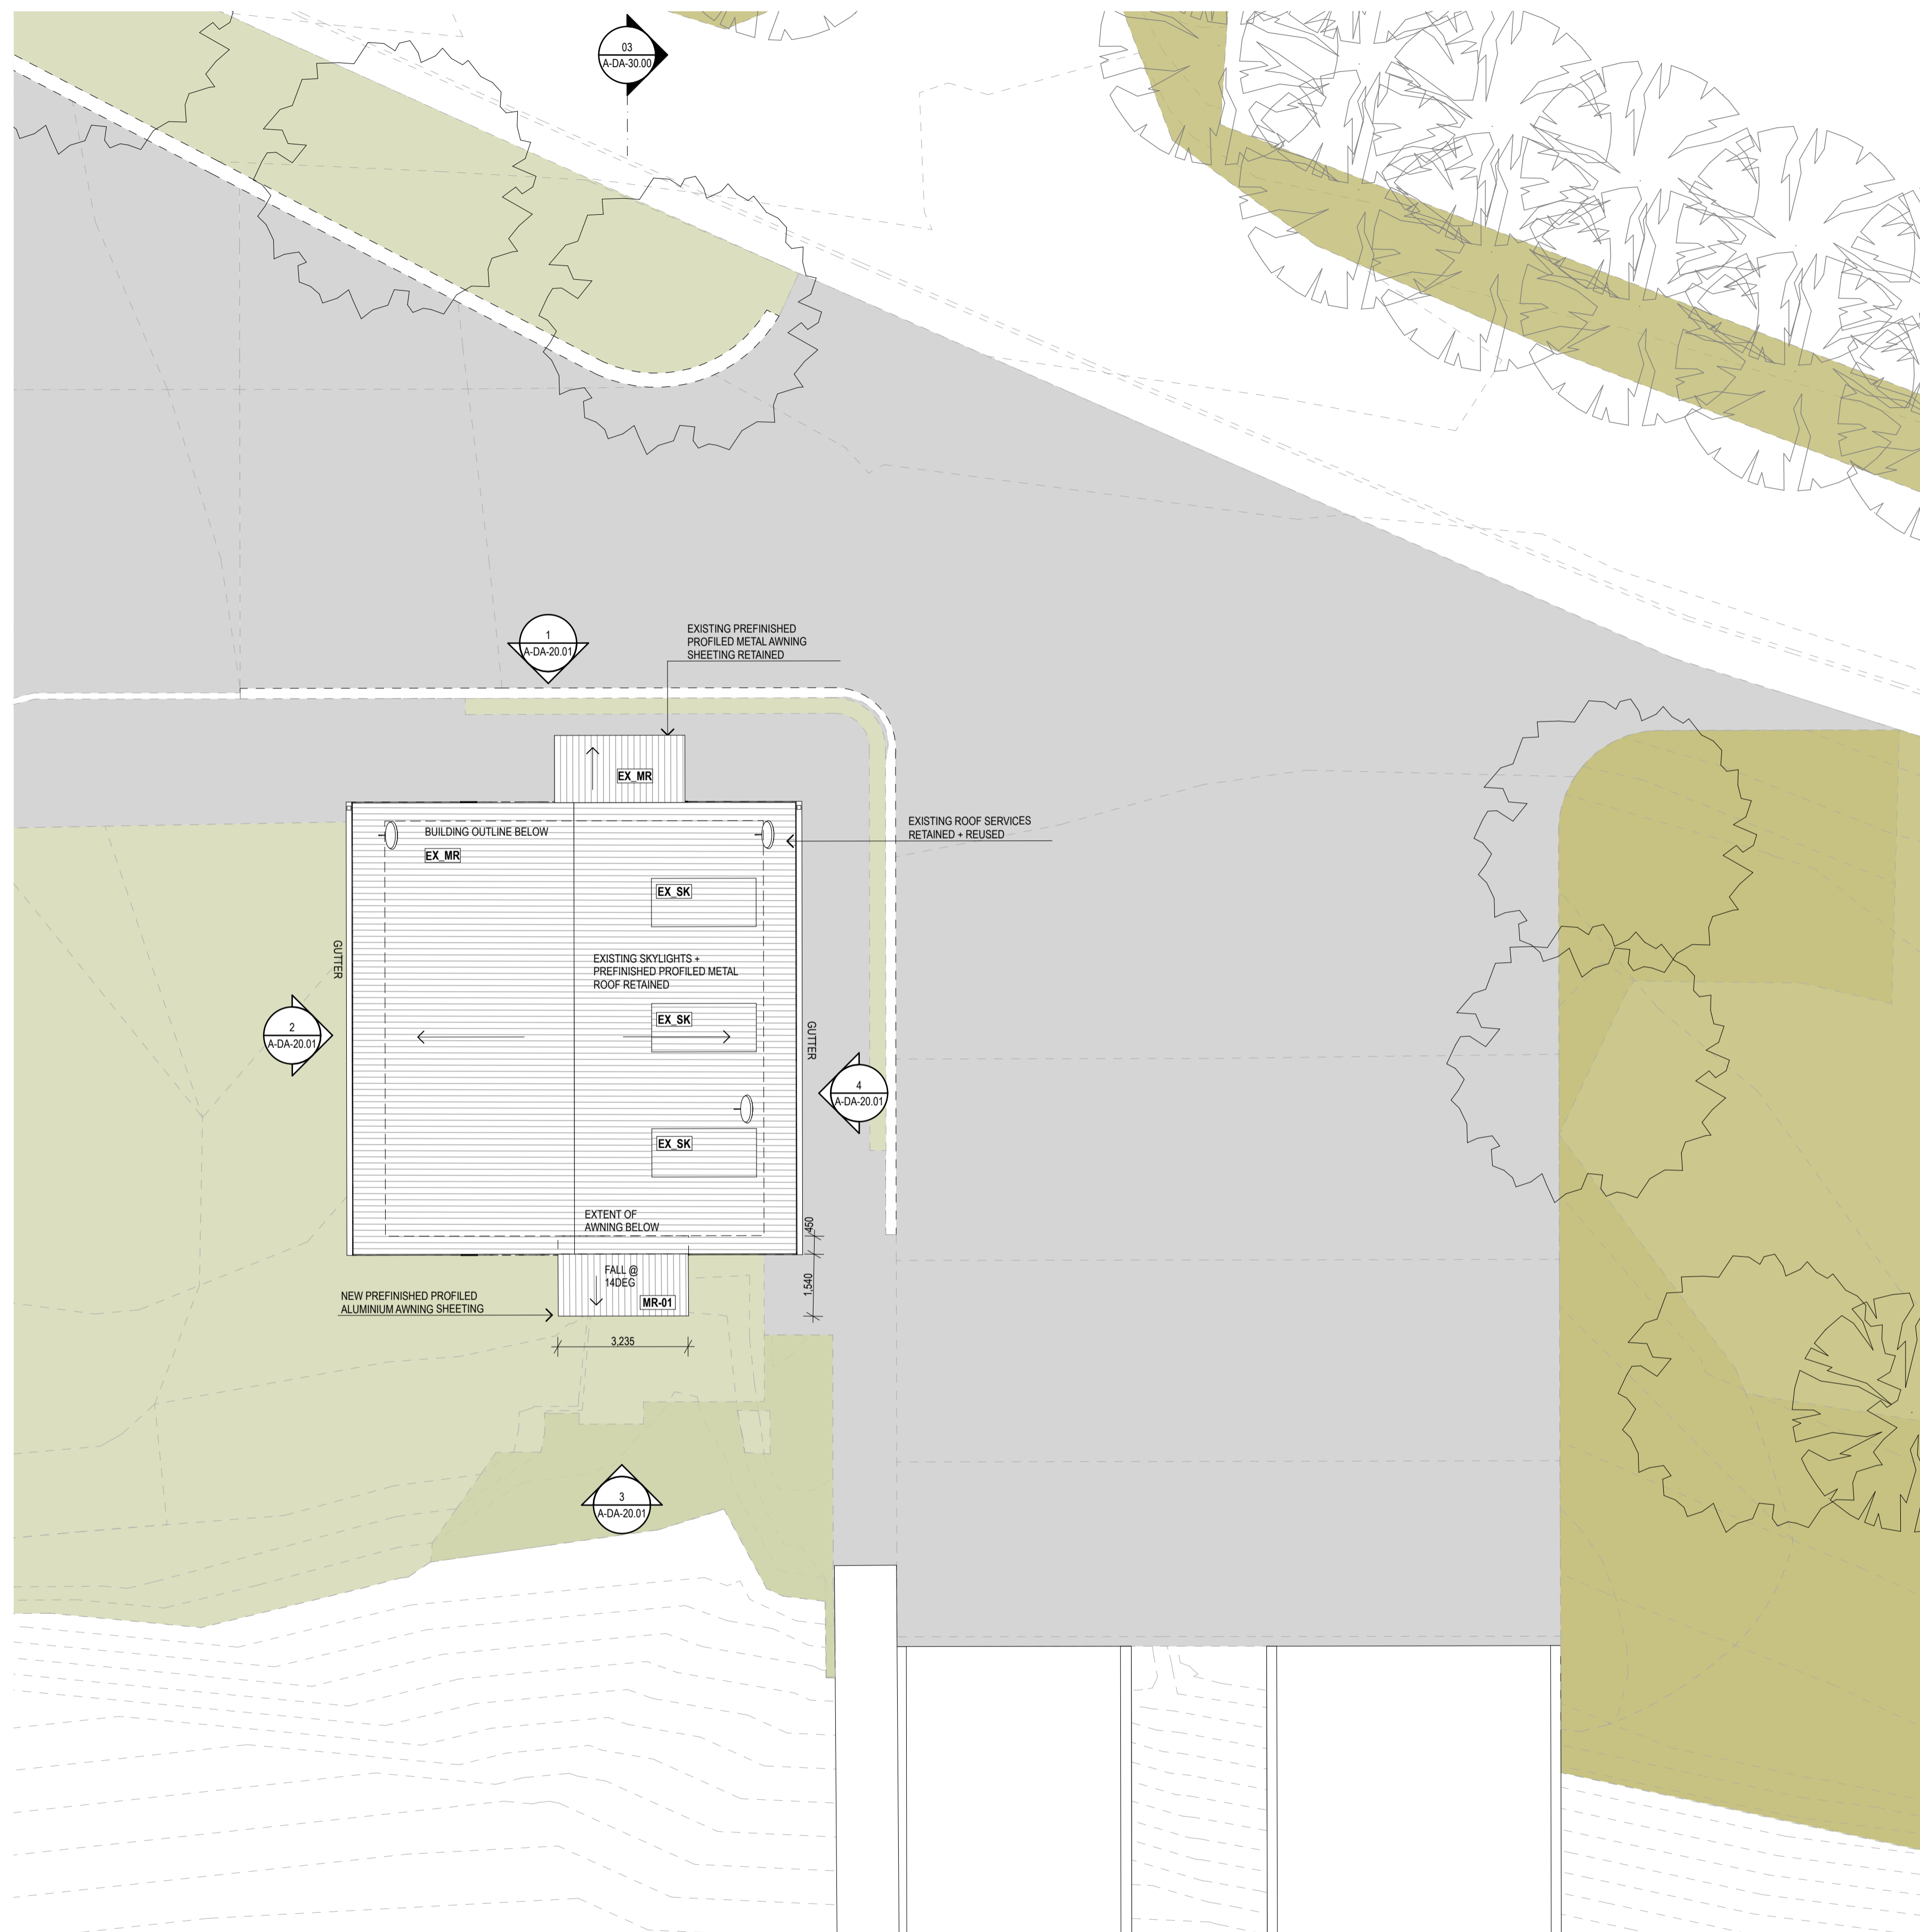 03
A-DA-30.00
1
A-DA-20.01
EXISTING PREFINISHED
PROFILED METAL AWNING
SHEETING RETAINED
EX_MR
BUILDING OUTLINE BELOW
EX_MR
EXISTING ROOF SERVICES
RETAINED + REUSED
EX_SK
GUTTER
EXISTING SKYLIGHTS +
PREFINISHED PROFILED METAL
ROOF RETAINED
EX_SK
2
A-DA-20.01
GUTTER
4
A-DA-20.01
EX_SK
EXTENT OF
AWNING BELOW
450
FALL @
14DEG
1,540
NEW PREFINISHED PROFILED
ALUMINIUM AWNING SHEETING
MR-01
3,235
3
A-DA-20.01